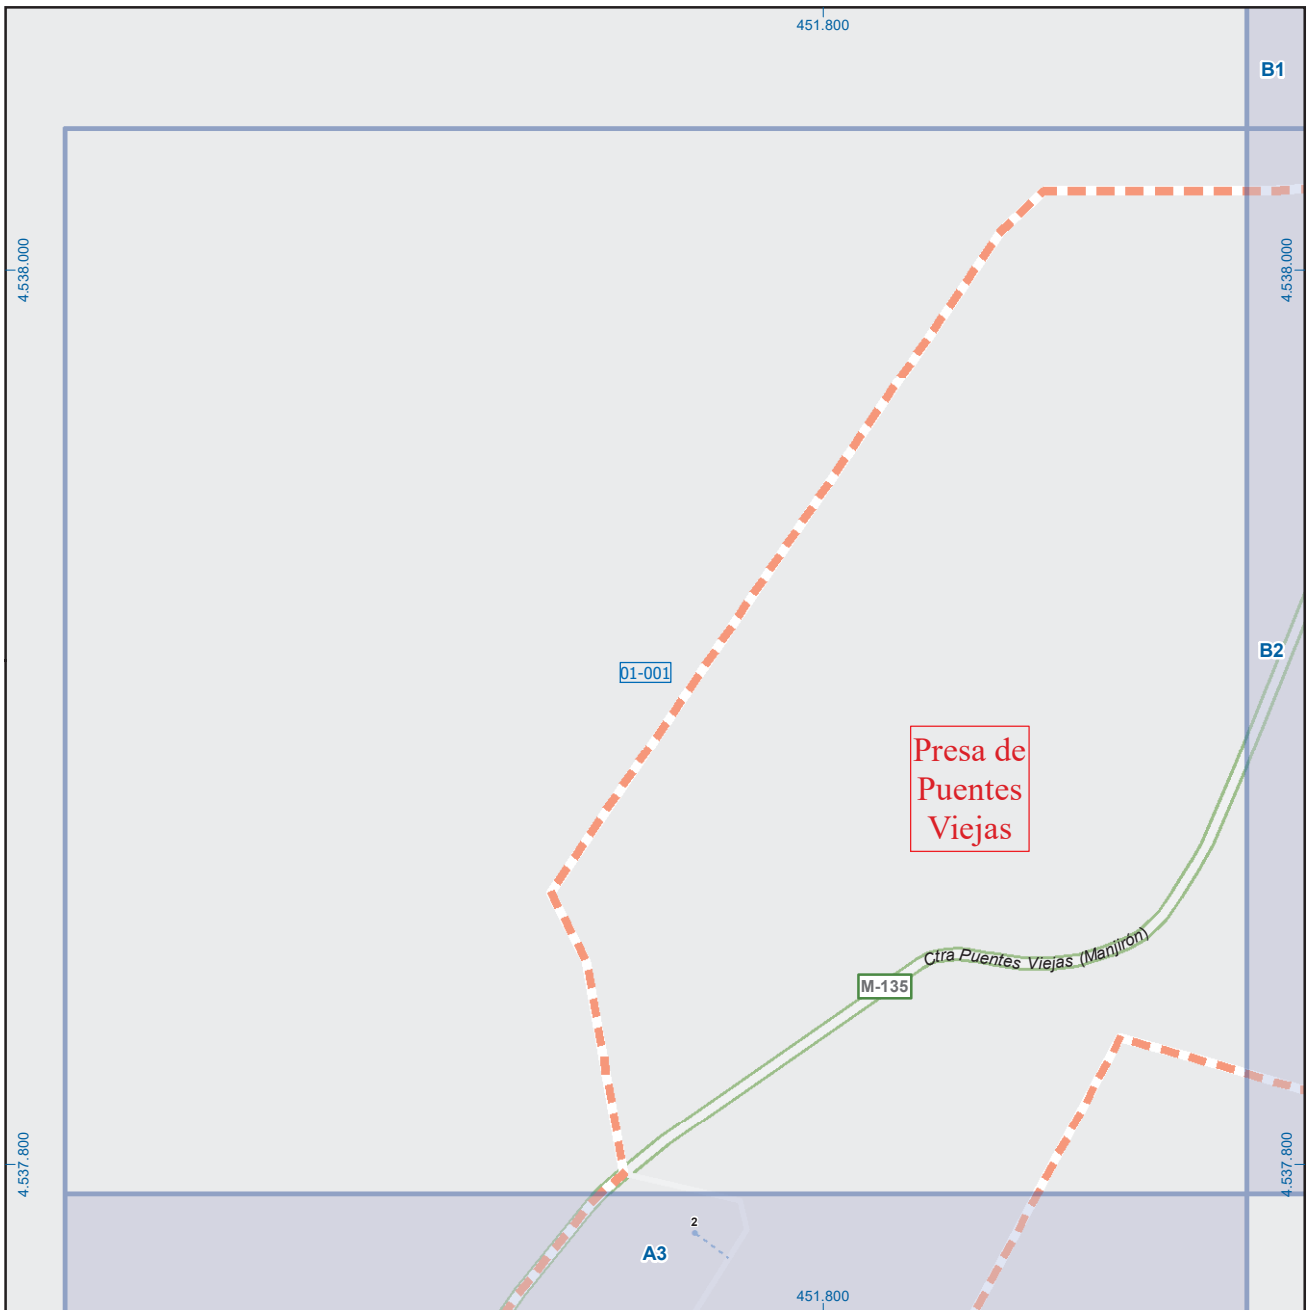 451.800
B1
4.538.000
4.538.000
B2
01-001
Presa de
Puentes
Viejas
Ctra Puentes Viejas (Manjirón)
M-135
4.537.800
4.537.800
2
A3
451.800